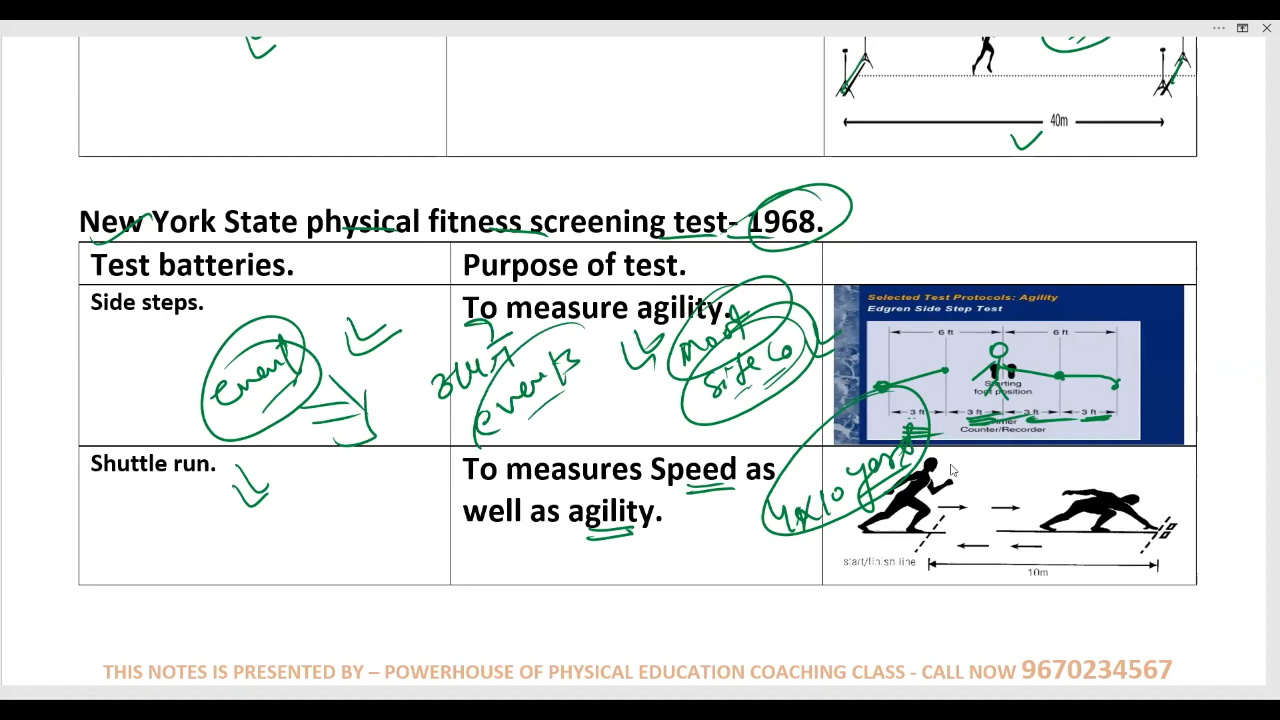 40m
New York State physical fitness screening test- 1968.
Test batteries.
Purpose of test.
Side steps.
To measure agility.
Selected Test Protocols: Agility
Edgren Side Step Test
6 ft
6 ft
Starting
foot position
3 ft
3 ft
3 ft
3 ft
Counter/Recorder
event
events
Shuttle run.
To measures Speed as
well as agility.
4x10 yard
start/finish line
10m
THIS NOTES IS PRESENTED BY – POWERHOUSE OF PHYSICAL EDUCATION COACHING CLASS - CALL NOW 9670234567